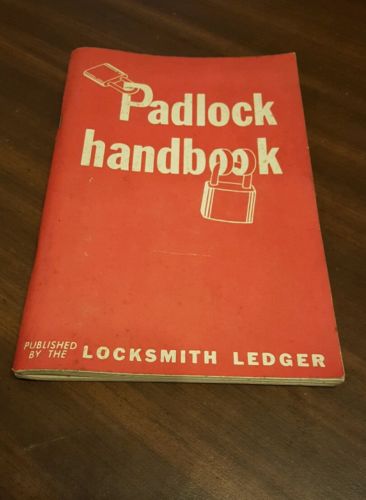 Padlock
handbook
PUBLISHED
BY THE
LOCKSMITH LEDGER